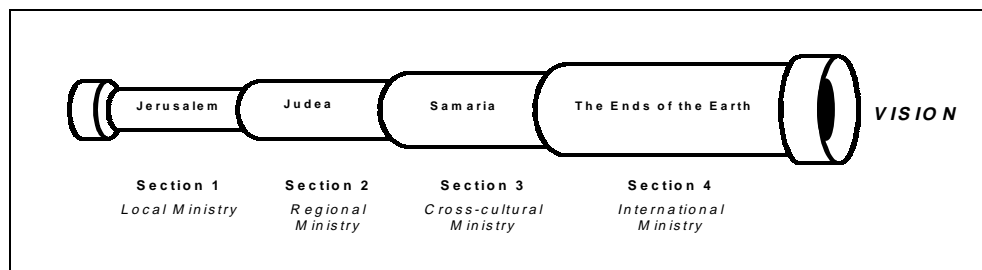 Jerusalem Judea Samaria The Ends of the Earth
VISION
Section 1 Section 2 Section 3 Section 4
Local Ministry Regional Cross-cultural International
Ministry Ministry Ministry